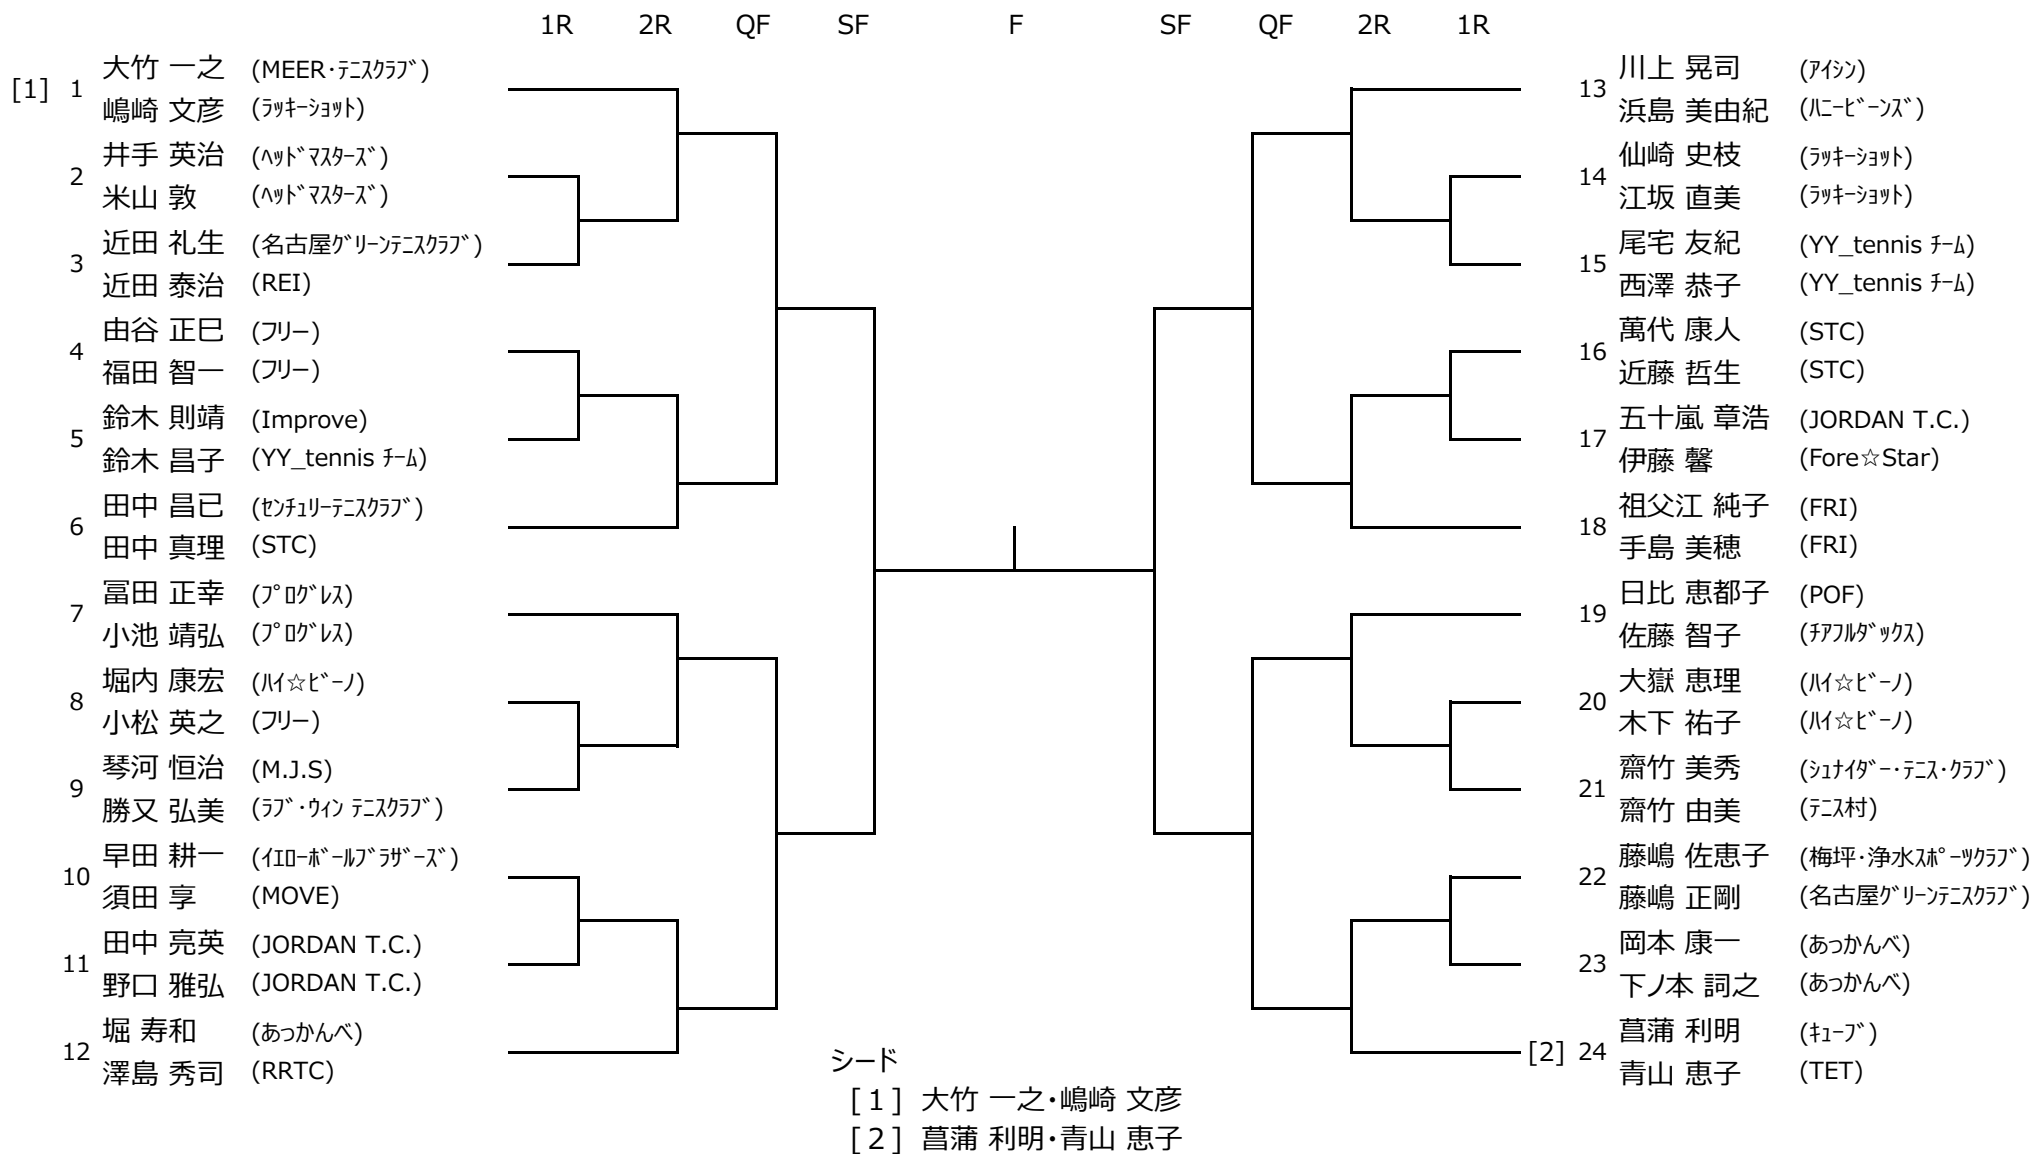 1R 2R QF SF F SF QF 2R 1R
大竹 一之 (MEER･ﾃﾆｽｸﾗﾌﾞ)
[1] 1
嶋崎 文彦 (ﾗｯｷｰｼｮｯﾄ)
井手 英治 (ﾍｯﾄﾞﾏｽﾀｰｽﾞ)
2
米山 敦 (ﾍｯﾄﾞﾏｽﾀｰｽﾞ)
近田 礼生 (名古屋ｸﾞﾘｰﾝﾃﾆｽｸﾗﾌﾞ)
3
近田 泰治 (REI)
由谷 正巳 (フリー)
4
福田 智一 (フリー)
鈴木 則靖 (Improve)
5
鈴木 昌子 (YY_tennis ﾁｰﾑ)
田中 昌已 (ｾﾝﾁｭﾘｰﾃﾆｽｸﾗﾌﾞ)
6
田中 真理 (STC)
冨田 正幸 (ﾌﾟﾛｸﾞﾚｽ)
7
小池 靖弘 (ﾌﾟﾛｸﾞﾚｽ)
堀内 康宏 (ﾊｲ☆ﾋﾞｰﾉ)
8
小松 英之 (フリー)
琴河 恒治 (M.J.S)
9
勝又 弘美 (ﾗﾌﾞ･ウィン ﾃﾆｽｸﾗﾌﾞ)
早田 耕一 (ｲｴﾛｰﾎﾞｰﾙﾌﾞﾗｻﾞｰｽﾞ)
10
須田 享 (MOVE)
田中 亮英 (JORDAN T.C.)
11
野口 雅弘 (JORDAN T.C.)
堀 寿和 (あっかんべ)
12
澤島 秀司 (RRTC)
川上 晃司 (ｱｲｼﾝ)
13
浜島 美由紀 (ﾊﾆｰﾋﾞｰﾝｽﾞ)
仙崎 史枝 (ﾗｯｷｰｼｮｯﾄ)
14
江坂 直美 (ﾗｯｷｰｼｮｯﾄ)
尾宅 友紀 (YY_tennis ﾁｰﾑ)
15
西澤 恭子 (YY_tennis ﾁｰﾑ)
萬代 康人 (STC)
16
近藤 哲生 (STC)
五十嵐 章浩 (JORDAN T.C.)
17
伊藤 馨 (Fore☆Star)
祖父江 純子 (FRI)
18
手島 美穂 (FRI)
日比 恵都子 (POF)
19
佐藤 智子 (ﾁｱﾌﾙﾀﾞｯｸｽ)
大嶽 恵理 (ﾊｲ☆ﾋﾞｰﾉ)
20
木下 祐子 (ﾊｲ☆ﾋﾞｰﾉ)
齋竹 美秀 (ｼｭﾅｲﾀﾞｰ･ﾃﾆｽ･ｸﾗﾌﾞ)
21
齋竹 由美 (ﾃﾆｽ村)
藤嶋 佐恵子 (梅坪･浄水ｽﾎﾟｰﾂｸﾗﾌﾞ)
22
藤嶋 正剛 (名古屋ｸﾞﾘｰﾝﾃﾆｽｸﾗﾌﾞ)
岡本 康一 (あっかんべ)
23
下ノ本 詞之 (あっかんべ)
菖蒲 利明 (ｷｭｰﾌﾞ)
[2] 24
青山 恵子 (TET)
シード
[１] 大竹 一之･嶋崎 文彦
[２] 菖蒲 利明･青山 恵子